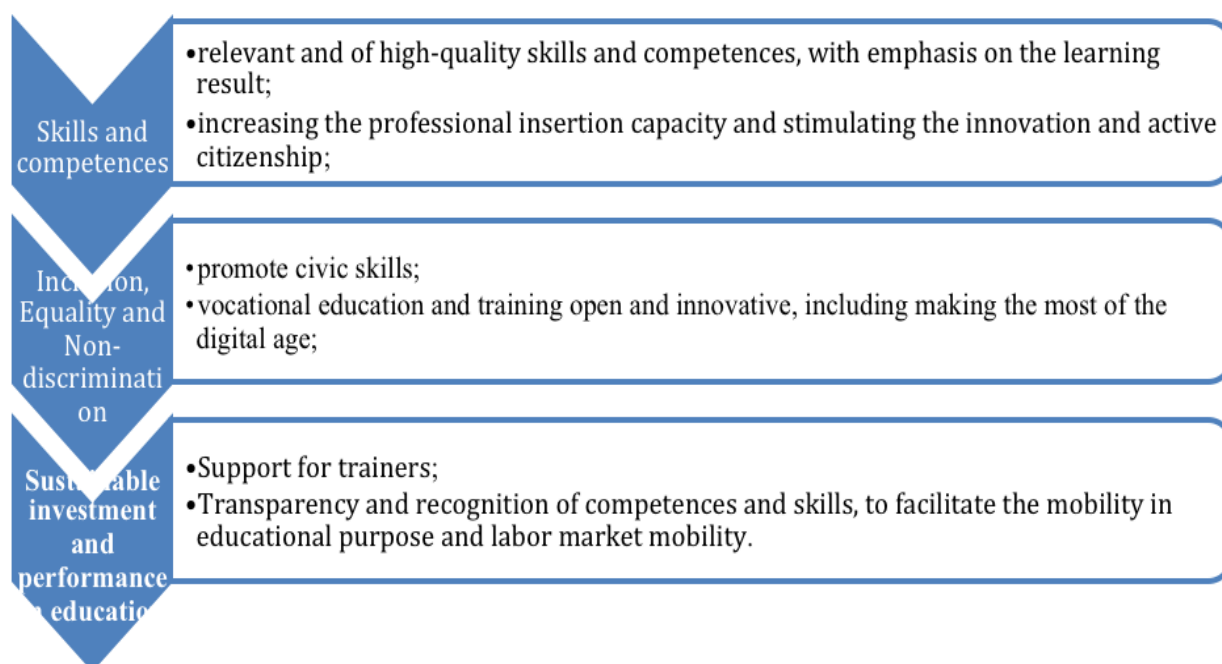 Skills and
competences
•relevant and of high-quality skills and competences, with emphasis on the learning
result;
•increasing the professional insertion capacity and stimulating the innovation and active
citizenship;
Inclusion,
Equality and
Non-
discriminati
on
•promote civic skills;
•vocational education and training open and innovative, including making the most of the
digital age;
Sustainable
investment
and
performance
in education
•Support for trainers;
•Transparency and recognition of competences and skills, to facilitate the mobility in
educational purpose and labor market mobility.